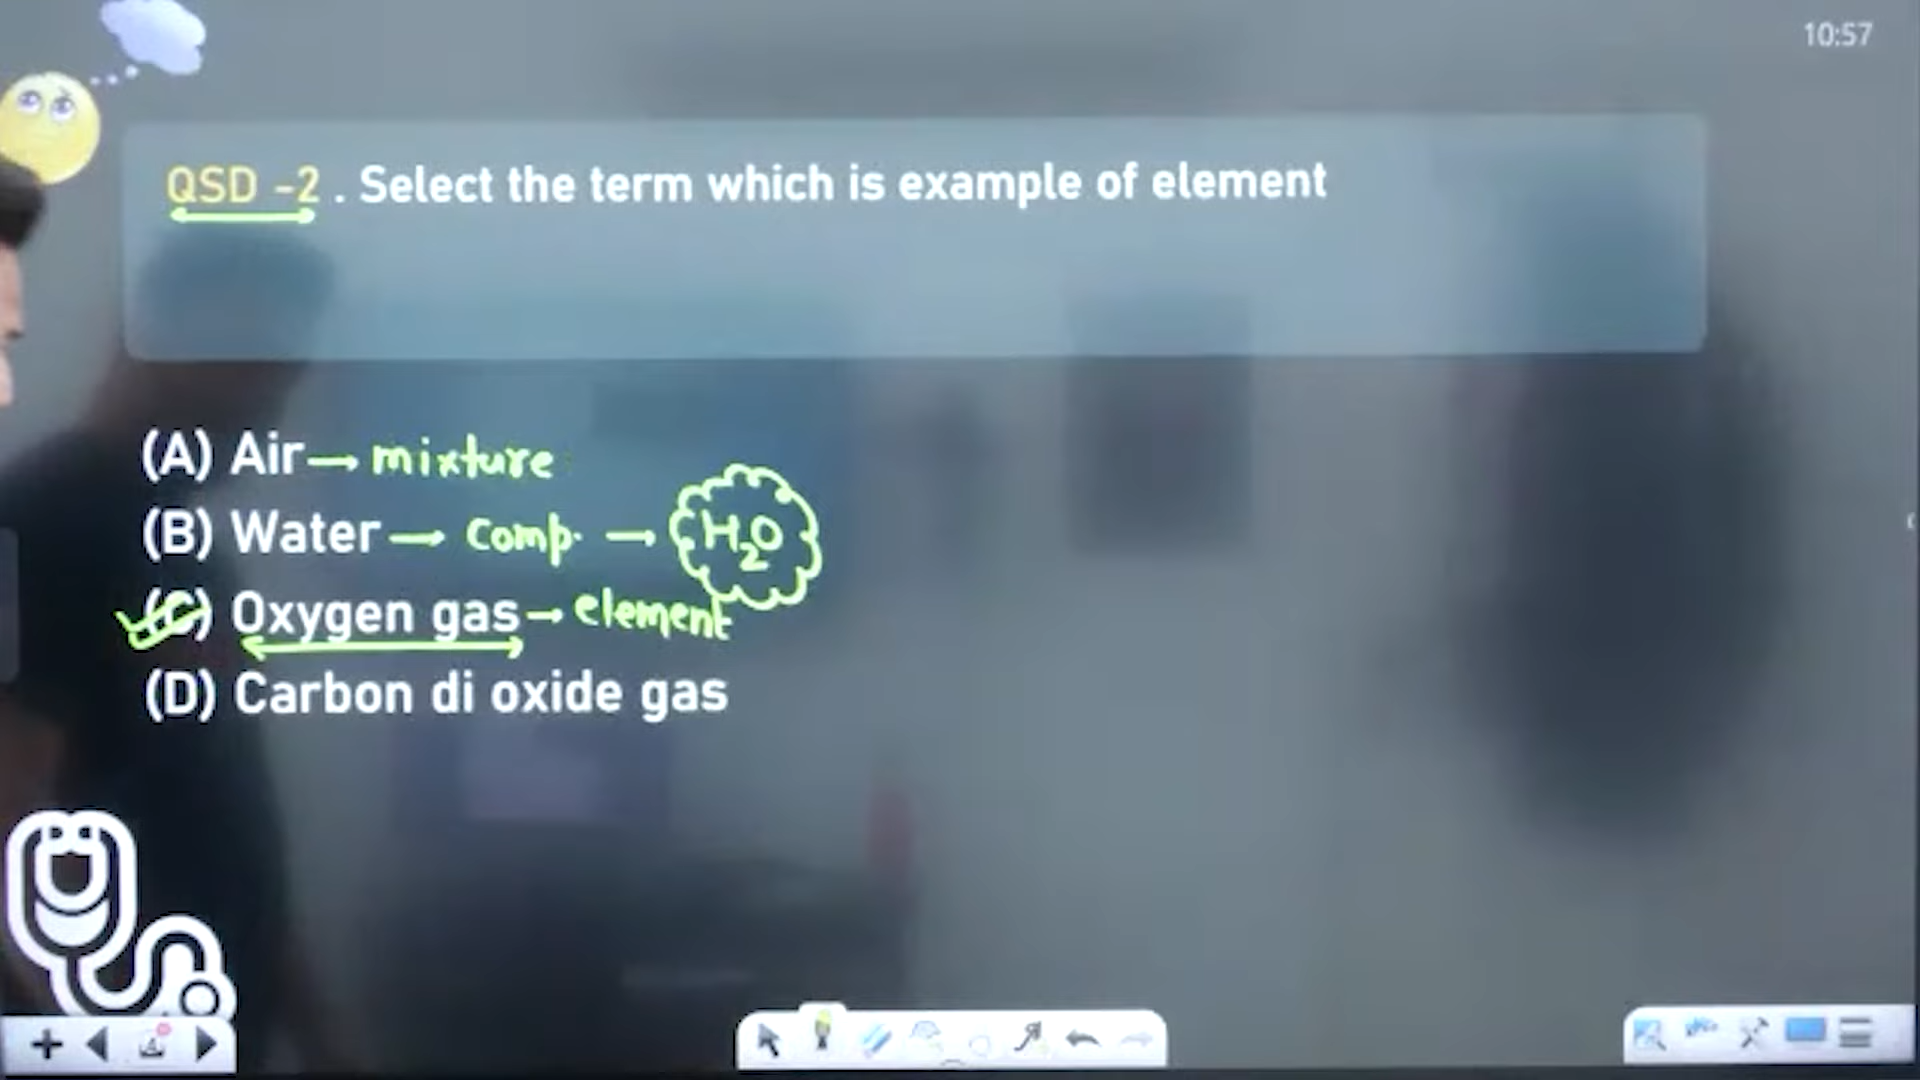 10:57
QSD -2 . Select the term which is example of element
(A) Air → mixture
(B) Water → Comp. → H₂O
(C) Oxygen gas → element
(D) Carbon di oxide gas